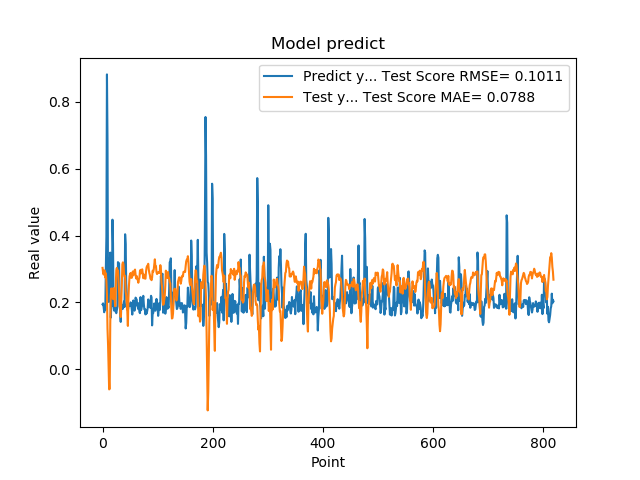 Model predict
Predict y... Test Score RMSE= 0.1011
Test y... Test Score MAE= 0.0788
Real value
0.8
0.6
0.4
0.2
0.0
0 200 400 600 800
Point